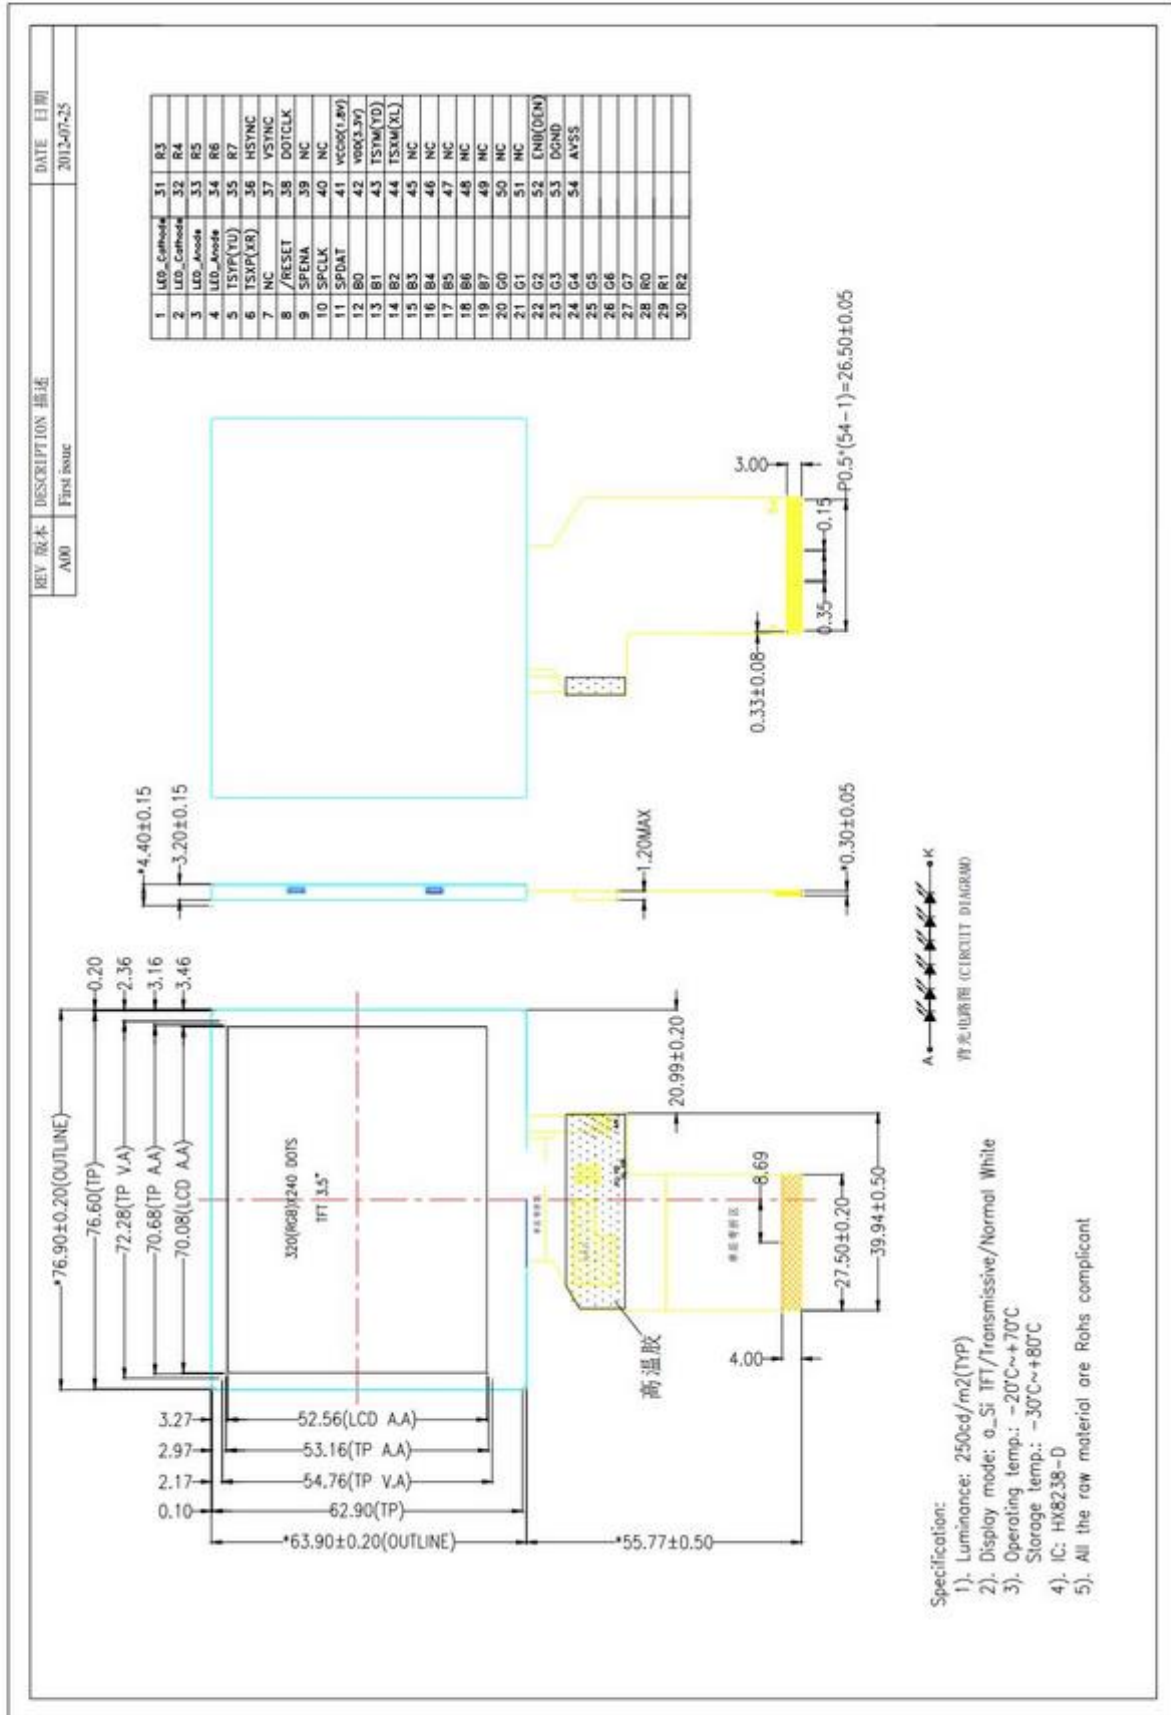 REV 版本 DESCRIPTION 描述 DATE 日期
A00 First issue 2012-07-25
1 LED_Cathode 31 R3
2 LED_Cathode 32 R4
3 LED_Anode 33 R5
4 LED_Anode 34 R6
5 TSYP(YU) 35 R7
6 TSXP(XR) 36 HSYNC
7 NC 37 VSYNC
8 /RESET 38 DOTCLK
9 SPENA 39 NC
10 SPCLK 40 NC
11 SPDAT 41 VCCIO(1.8V)
12 B0 42 VDD(3.3V)
13 B1 43 TSYM(YD)
14 B2 44 TSXM(XL)
15 B3 45 NC
16 B4 46 NC
17 B5 47 NC
18 B6 48 NC
19 B7 49 NC
20 G0 50 NC
21 G1 51 NC
22 G2 52 ENB(DEN)
23 G3 53 DGND
24 G4 54 AVSS
25 G5
26 G6
27 G7
28 R0
29 R1
30 R2
*76.90±0.20(OUTLINE)
76.60(TP)
72.28(TP V.A)
70.68(TP A.A)
70.08(LCD A.A)
0.20
2.36
3.16
3.46
*4.40±0.15
3.20±0.15
320(RGB)X240 DOTS
TFT 3.5"
3.27
2.97
2.17
0.10
52.56(LCD A.A)
53.16(TP A.A)
54.76(TP V.A)
62.90(TP)
*63.90±0.20(OUTLINE)
*55.77±0.50
高温胶
20.99±0.20
8.69
4.00
27.50±0.20
39.94±0.50
1.20MAX
*0.30±0.05
3.00
0.33±0.08
0.35
0.15
P0.5*(54-1)=26.50±0.05
A
K
背光电路图 (CIRCUIT DIAGRAM)
Specification:
1). Luminance: 250cd/m2(TYP)
2). Display mode: a_Si TFT/Transmissive/Normal White
3). Operating temp.: -20℃~+70℃
Storage temp.: -30℃~+80℃
4). IC: HX8238-D
5). All the raw material are Rohs complicant